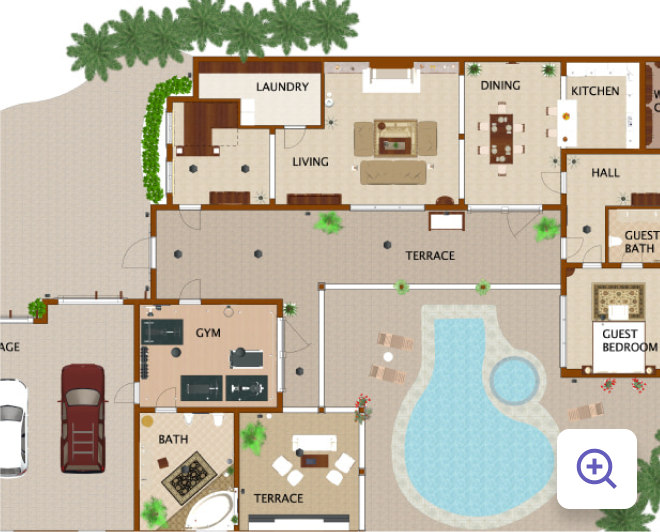 LAUNDRY
DINING
KITCHEN
LIVING
HALL
GUEST
BATH
TERRACE
GYM
GUEST
BEDROOM
AGE
BATH
TERRACE